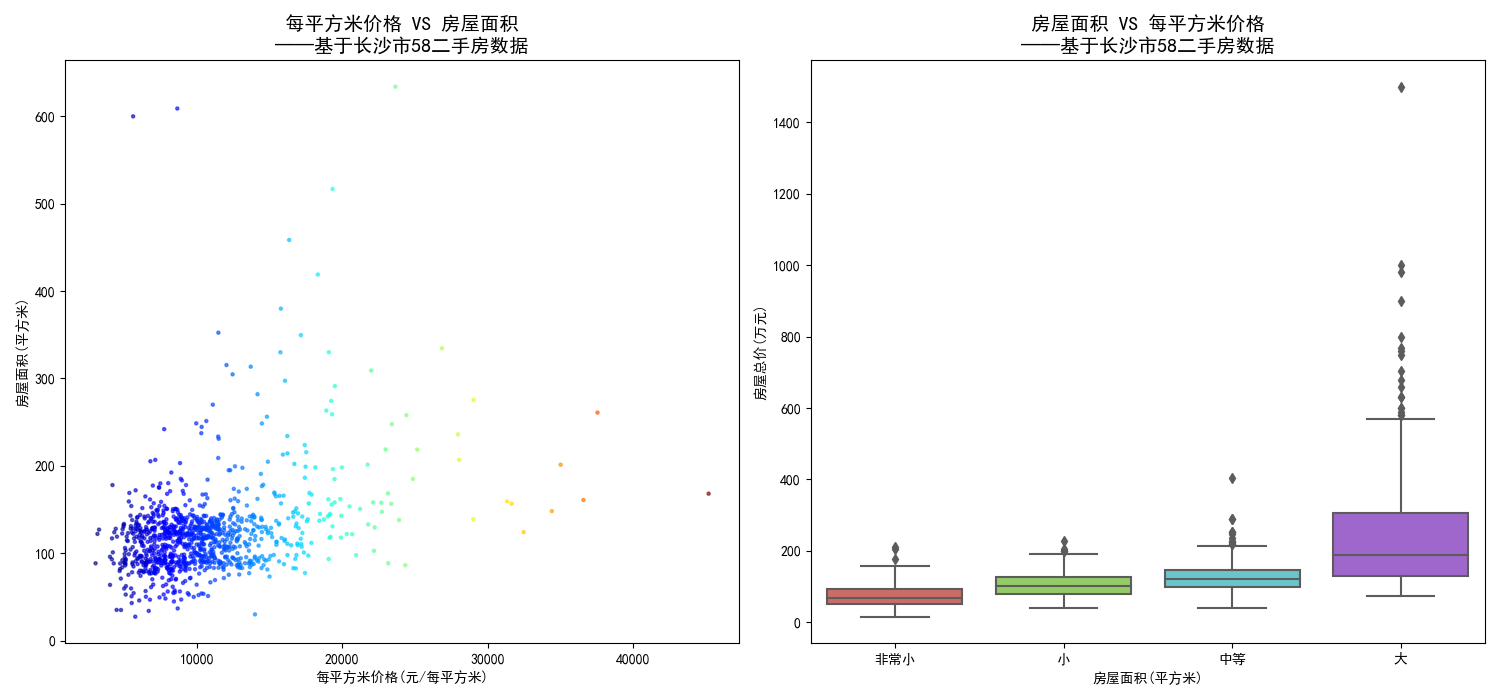 每平方米价格 VS 房屋面积
——基于长沙市58二手房数据
600
500
400
300
200
100
0
房屋面积(平方米)
10000
20000
30000
40000
每平方米价格(元/每平方米)
房屋面积 VS 每平方米价格
——基于长沙市58二手房数据
1400
1200
1000
800
600
400
200
0
房屋总价(万元)
非常小
小
中等
大
房屋面积(平方米)